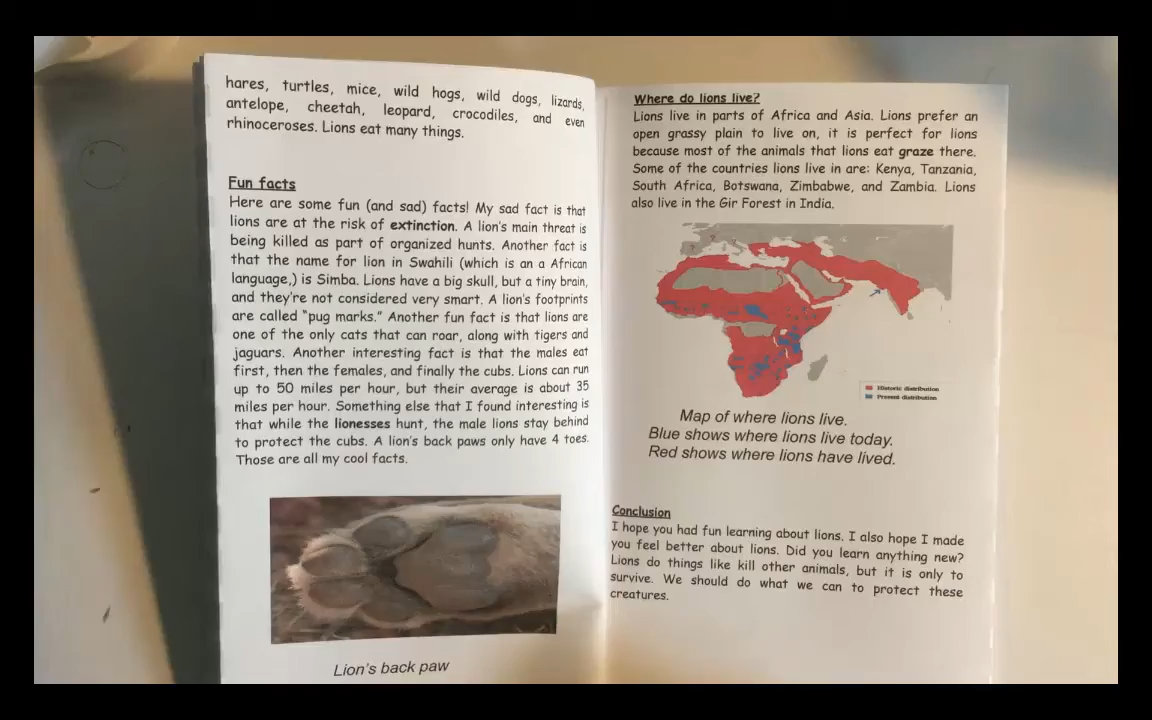 hares, turtles, mice, wild hogs, wild dogs, lizards,
antelope, cheetah, leopard, crocodiles, and even
rhinoceroses. Lions eat many things.
Fun facts
Here are some fun (and sad) facts! My sad fact is that
lions are at the risk of extinction. A lion's main threat is
being killed as part of organized hunts. Another fact is
that the name for lion in Swahili (which is an a African
language,) is Simba. Lions have a big skull, but a tiny brain,
and they're not considered very smart. A lion's footprints
are called "pug marks." Another fun fact is that lions are
one of the only cats that can roar, along with tigers and
jaguars. Another interesting fact is that the males eat
first, then the females, and finally the cubs. Lions can run
up to 50 miles per hour, but their average is about 35
miles per hour. Something else that I found interesting is
that while the lionesses hunt, the male lions stay behind
to protect the cubs. A lion's back paws only have 4 toes.
Those are all my cool facts.
Lion's back paw
Where do lions live?
Lions live in parts of Africa and Asia. Lions prefer an
open grassy plain to live on, it is perfect for lions
because most of the animals that lions eat graze there.
Some of the countries lions live in are: Kenya, Tanzania,
South Africa, Botswana, Zimbabwe, and Zambia. Lions
also live in the Gir Forest in India.
? ? ?
Historic distribution
Present distribution
Map of where lions live.
Blue shows where lions live today.
Red shows where lions have lived.
Conclusion
I hope you had fun learning about lions. I also hope I made
you feel better about lions. Did you learn anything new?
Lions do things like kill other animals, but it is only to
survive. We should do what we can to protect these
creatures.